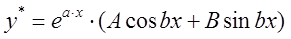 y* = e^{a·x} · (A cos bx + B sin bx)